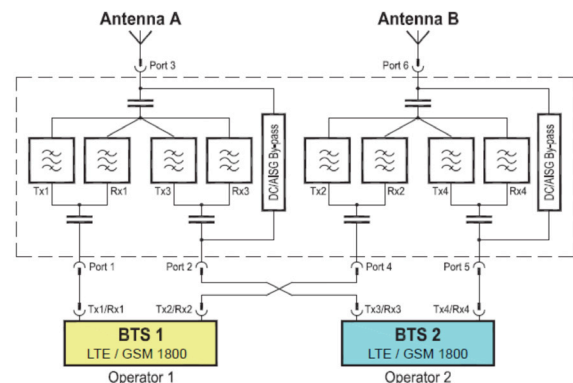 Antenna A Antenna B
Port 3 Port 6
DC/AISG By-pass DC/AISG By-pass
Tx1 Rx1 Tx3 Rx3 Tx2 Rx2 Tx4 Rx4
Port 1 Port 2 Port 4 Port 5
Tx1/Rx1 Tx2/Rx2 Tx3/Rx3 Tx4/Rx4
BTS 1 BTS 2
LTE / GSM 1800 LTE / GSM 1800
Operator 1 Operator 2